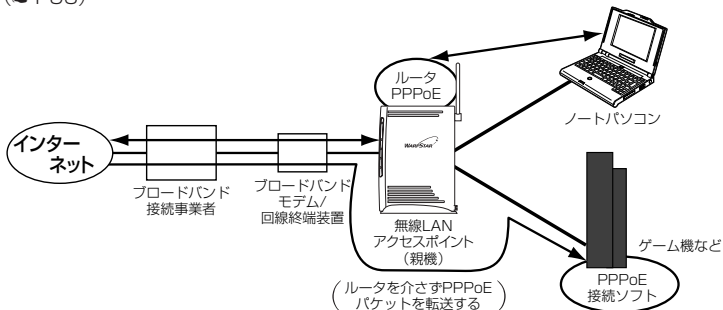 ルータ
PPPoE
ノートパソコン
インター
ネット
WARPSTAR
ブロードバンド
接続事業者
ブロードバンド
モデム/
回線終端装置
無線LAN
アクセスポイント
(親機)
ゲーム機など
PPPoE
接続ソフト
(ルータを介さずPPPoE
パケットを転送する)